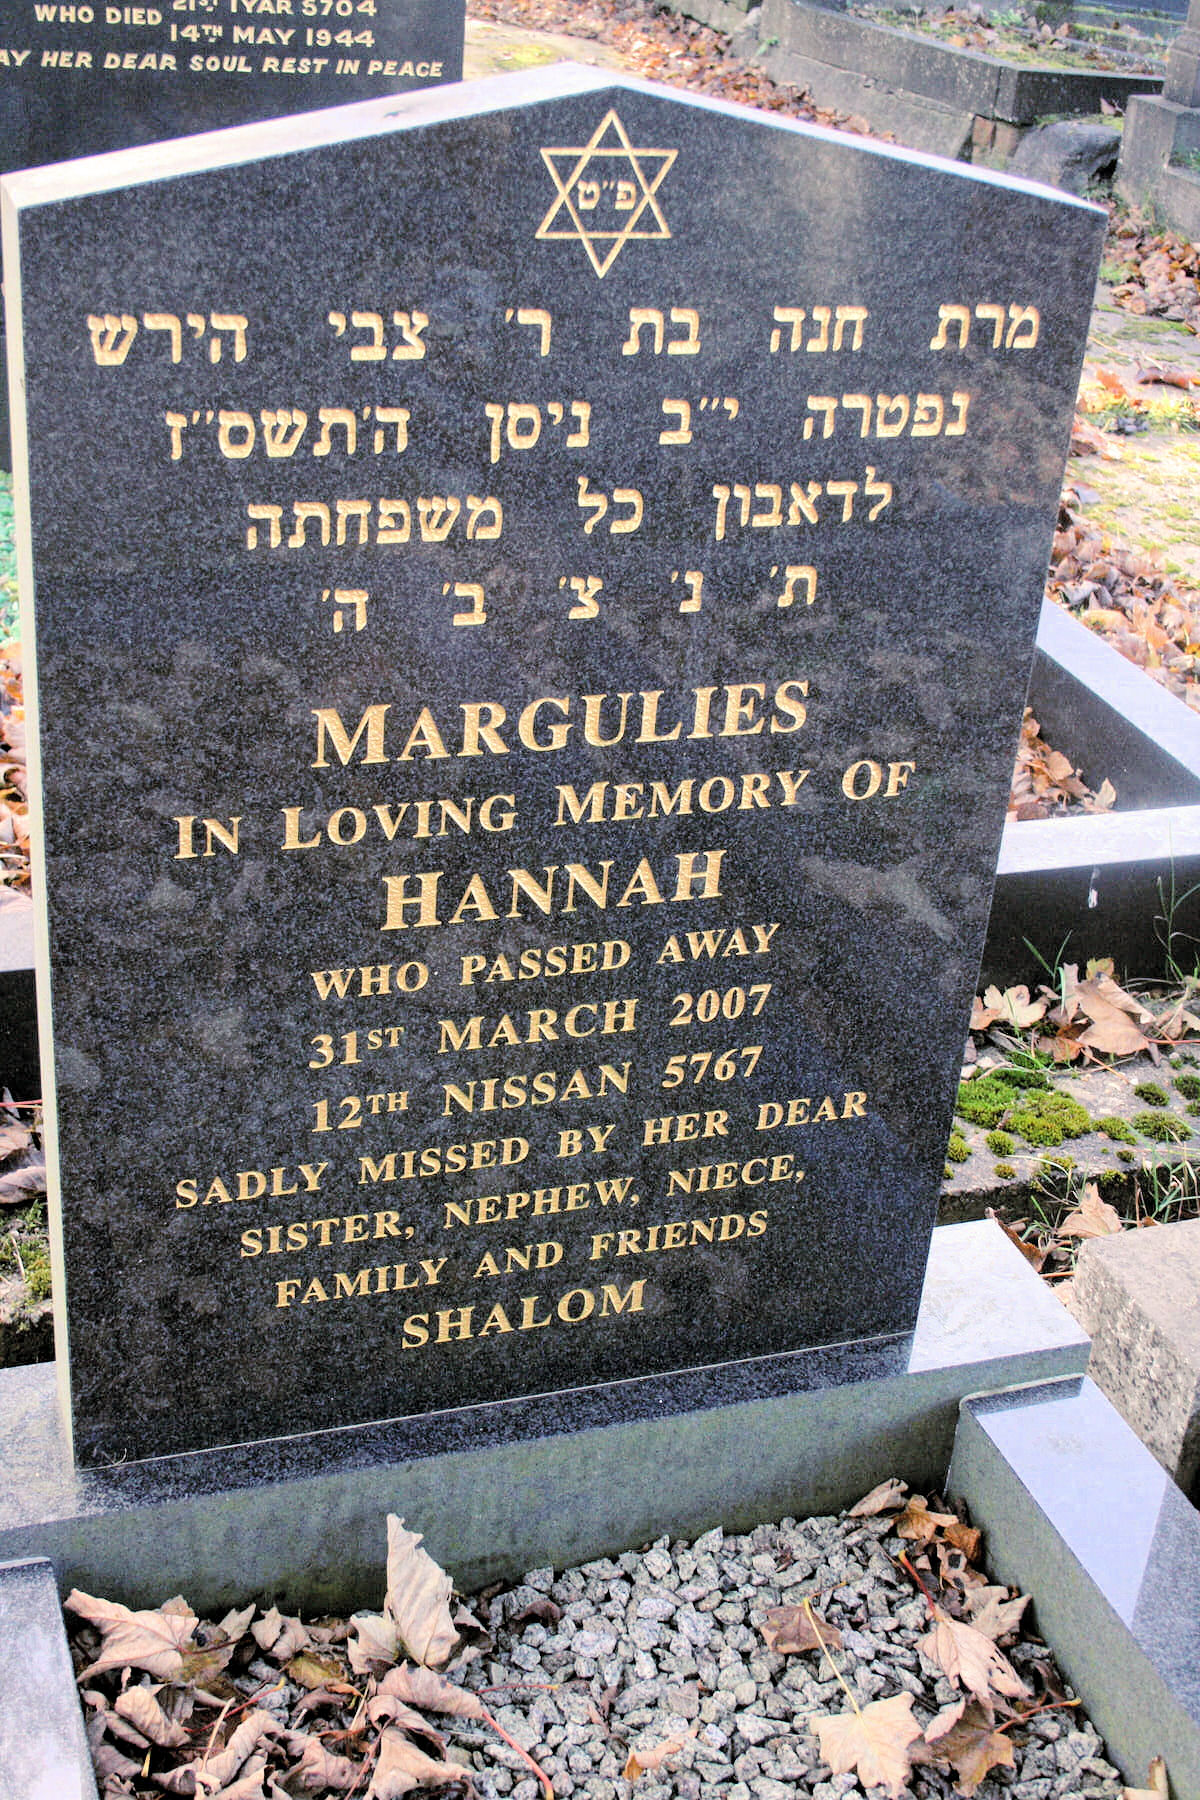 21ST IYAR 5704
WHO DIED
14TH MAY 1944
AY HER DEAR SOUL REST IN PEACE
פ״ט
מרת חנה בת ר׳ צבי הירש
נפטרה י״ב ניסן ה׳תשס״ז
לדאבון כל משפחתה
ת׳ נ׳ צ׳ ב׳ ה׳
MARGULIES
IN LOVING MEMORY OF
HANNAH
WHO PASSED AWAY
31ST MARCH 2007
12TH NISSAN 5767
SADLY MISSED BY HER DEAR
SISTER, NEPHEW, NIECE,
FAMILY AND FRIENDS
SHALOM